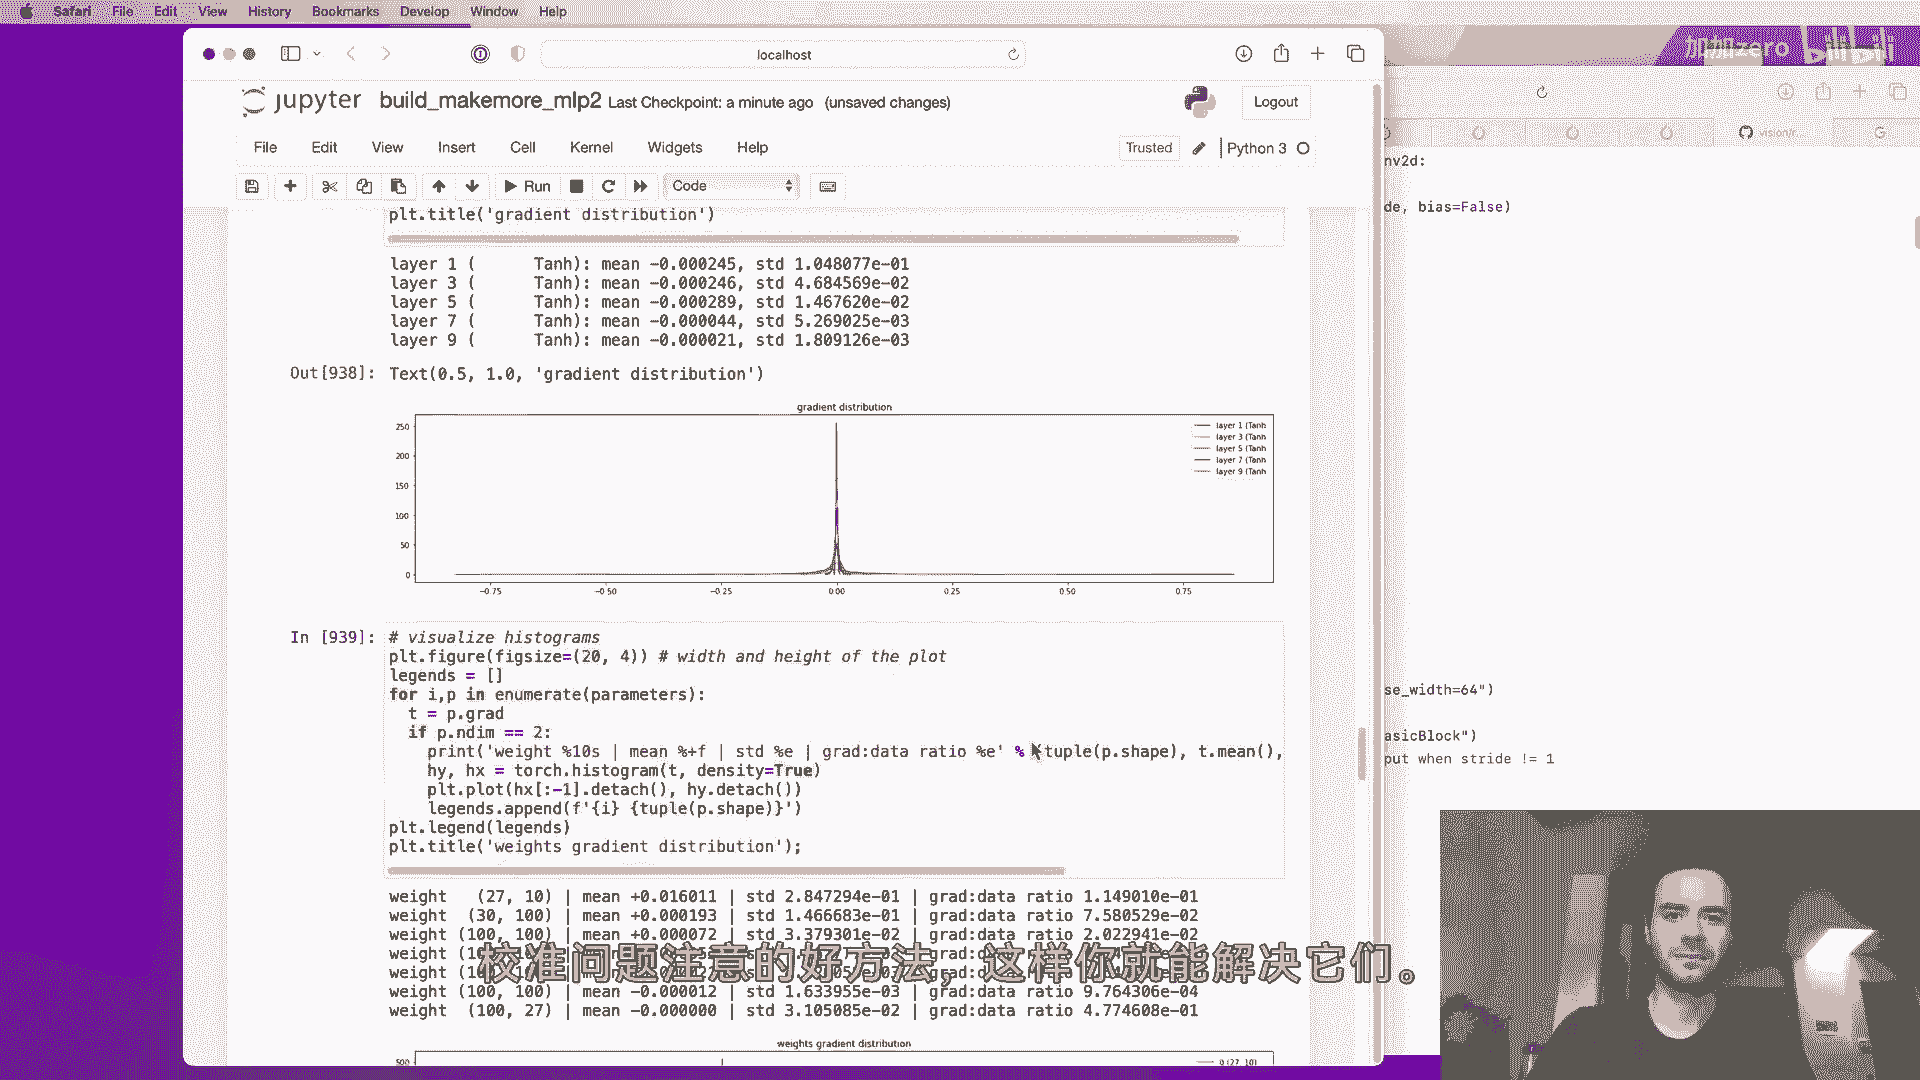 Safari File Edit View History Bookmarks Develop Window Help
加加zero bilibili
localhost
jupyter build_makemore_mlp2 Last Checkpoint: a minute ago (unsaved changes)
Logout
File Edit View Insert Cell Kernel Widgets Help
Trusted Python 3
Run Code
plt.title('gradient distribution')
layer 1 ( Tanh): mean -0.000245, std 1.048077e-01
layer 3 ( Tanh): mean -0.000246, std 4.684569e-02
layer 5 ( Tanh): mean -0.000289, std 1.467620e-02
layer 7 ( Tanh): mean -0.000044, std 5.269025e-03
layer 9 ( Tanh): mean -0.000021, std 1.809126e-03
Out[938]: Text(0.5, 1.0, 'gradient distribution')
gradient distribution
250
200
150
100
50
0
-0.75 -0.50 -0.25 0.00 0.25 0.50 0.75
layer 1 (Tanh
layer 3 (Tanh
layer 5 (Tanh
layer 7 (Tanh
layer 9 (Tanh
In [939]: # visualize histograms
plt.figure(figsize=(20, 4)) # width and height of the plot
legends = []
for i,p in enumerate(parameters):
t = p.grad
if p.ndim == 2:
print('weight %10s | mean %+f | std %e | grad:data ratio %e' % (tuple(p.shape), t.mean(),
hy, hx = torch.histogram(t, density=True)
plt.plot(hx[:-1].detach(), hy.detach())
legends.append(f'{i} {tuple(p.shape)}')
plt.legend(legends)
plt.title('weights gradient distribution');
weight (27, 10) | mean +0.016011 | std 2.847294e-01 | grad:data ratio 1.149010e-01
weight (30, 100) | mean +0.000193 | std 1.466683e-01 | grad:data ratio 7.580529e-02
weight (100, 100) | mean +0.000072 | std 3.379301e-02 | grad:data ratio 2.022941e-02
weight (100, 100) | mean -0.000012 | std 1.633955e-03 | grad:data ratio 9.764306e-04
weight (100, 27) | mean -0.000000 | std 3.105085e-02 | grad:data ratio 4.774608e-01
weights gradient distribution
500
0 (27, 10)
校准问题注意的好方法，这样你就能解决它们。
vision/r
nv2d:
de, bias=False)
se_width=64")
asicBlock")
put when stride != 1